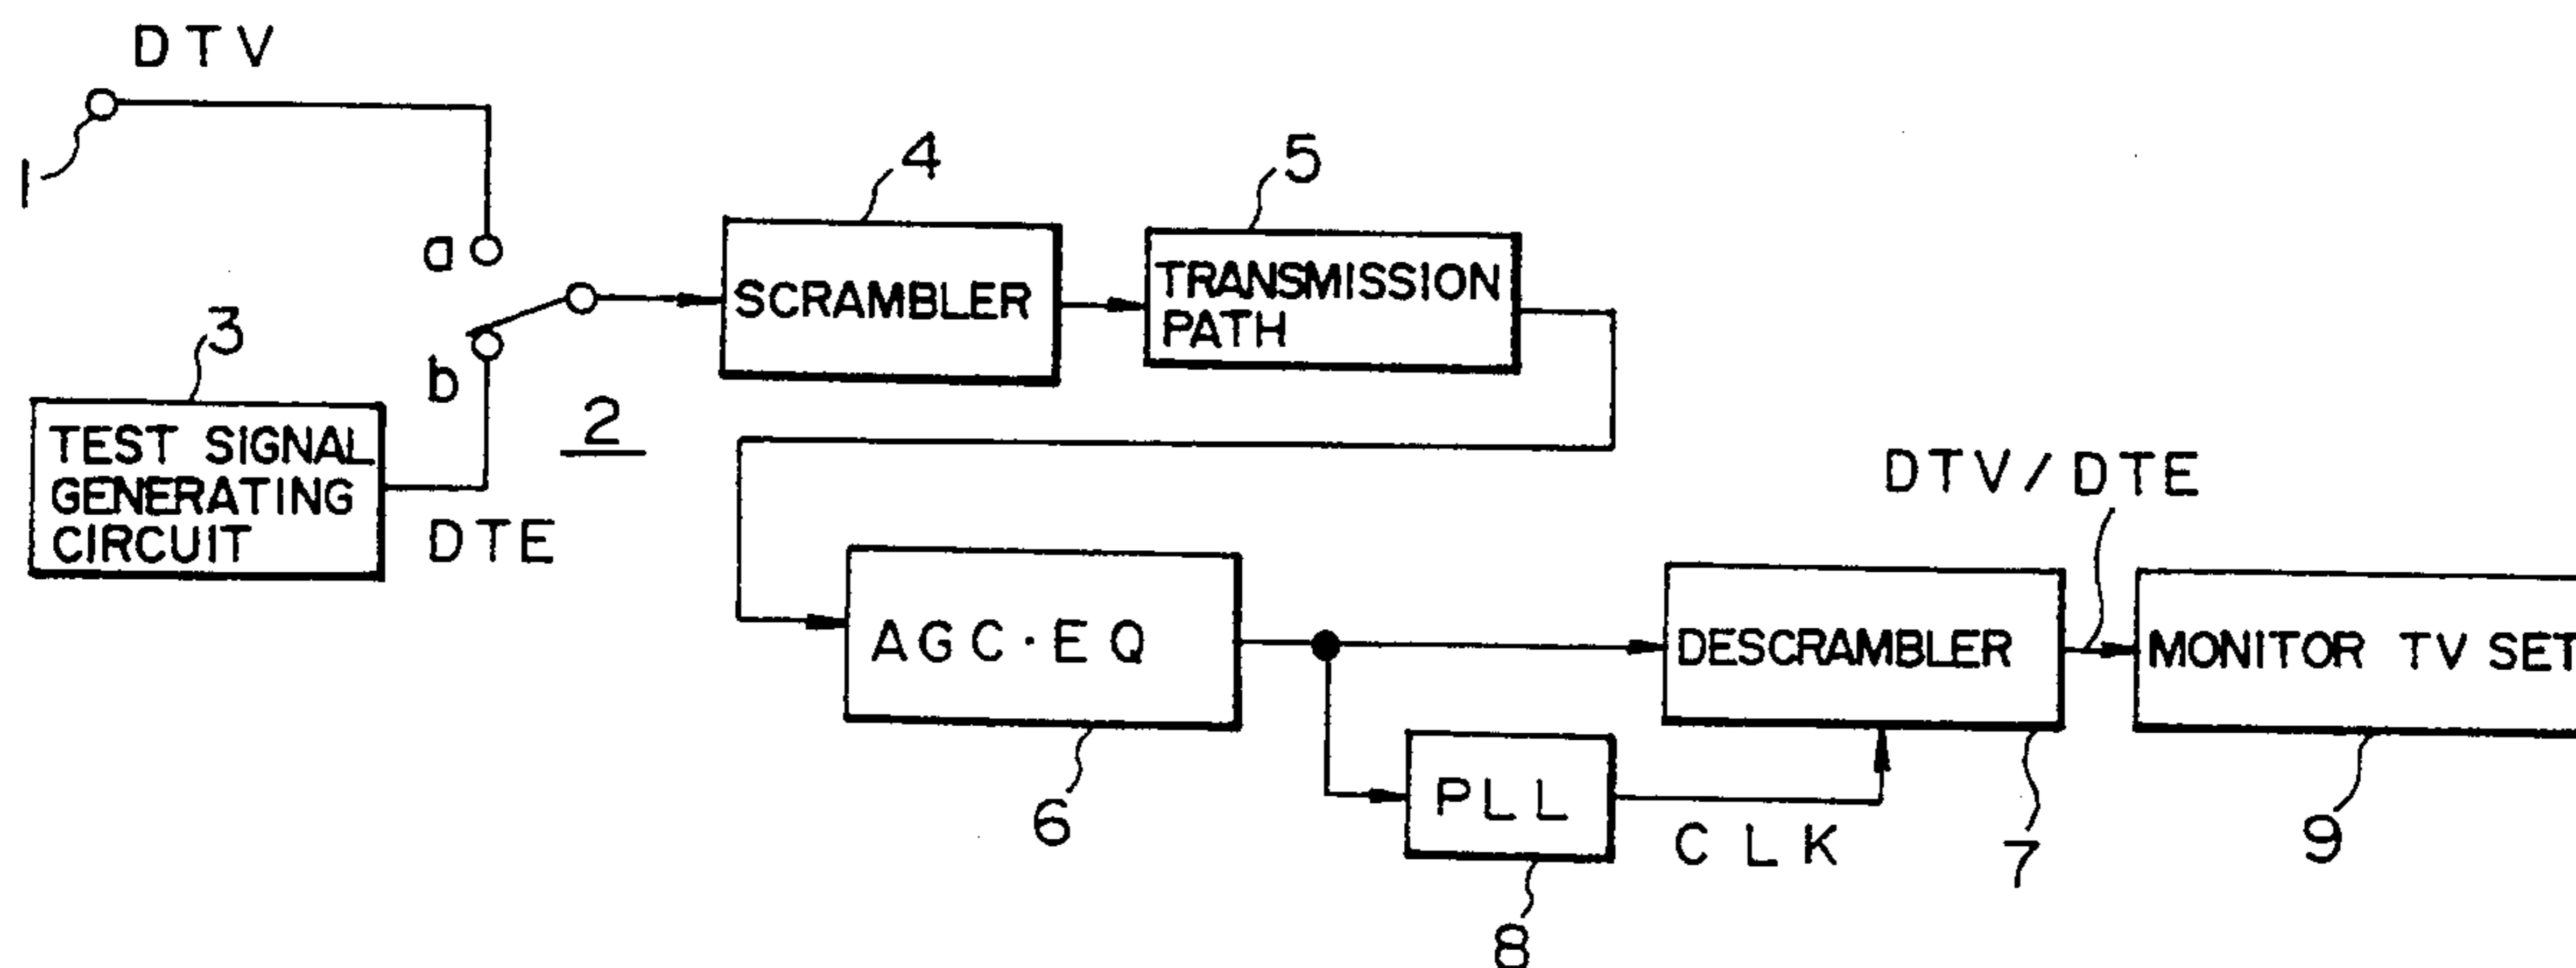 DTV
1
a
b
2
3
TEST SIGNAL
GENERATING
CIRCUIT
DTE
4
SCRAMBLER
5
TRANSMISSION
PATH
AGC·EQ
6
PLL
8
CLK
DESCRAMBLER
7
DTV/DTE
MONITOR TV SET
9